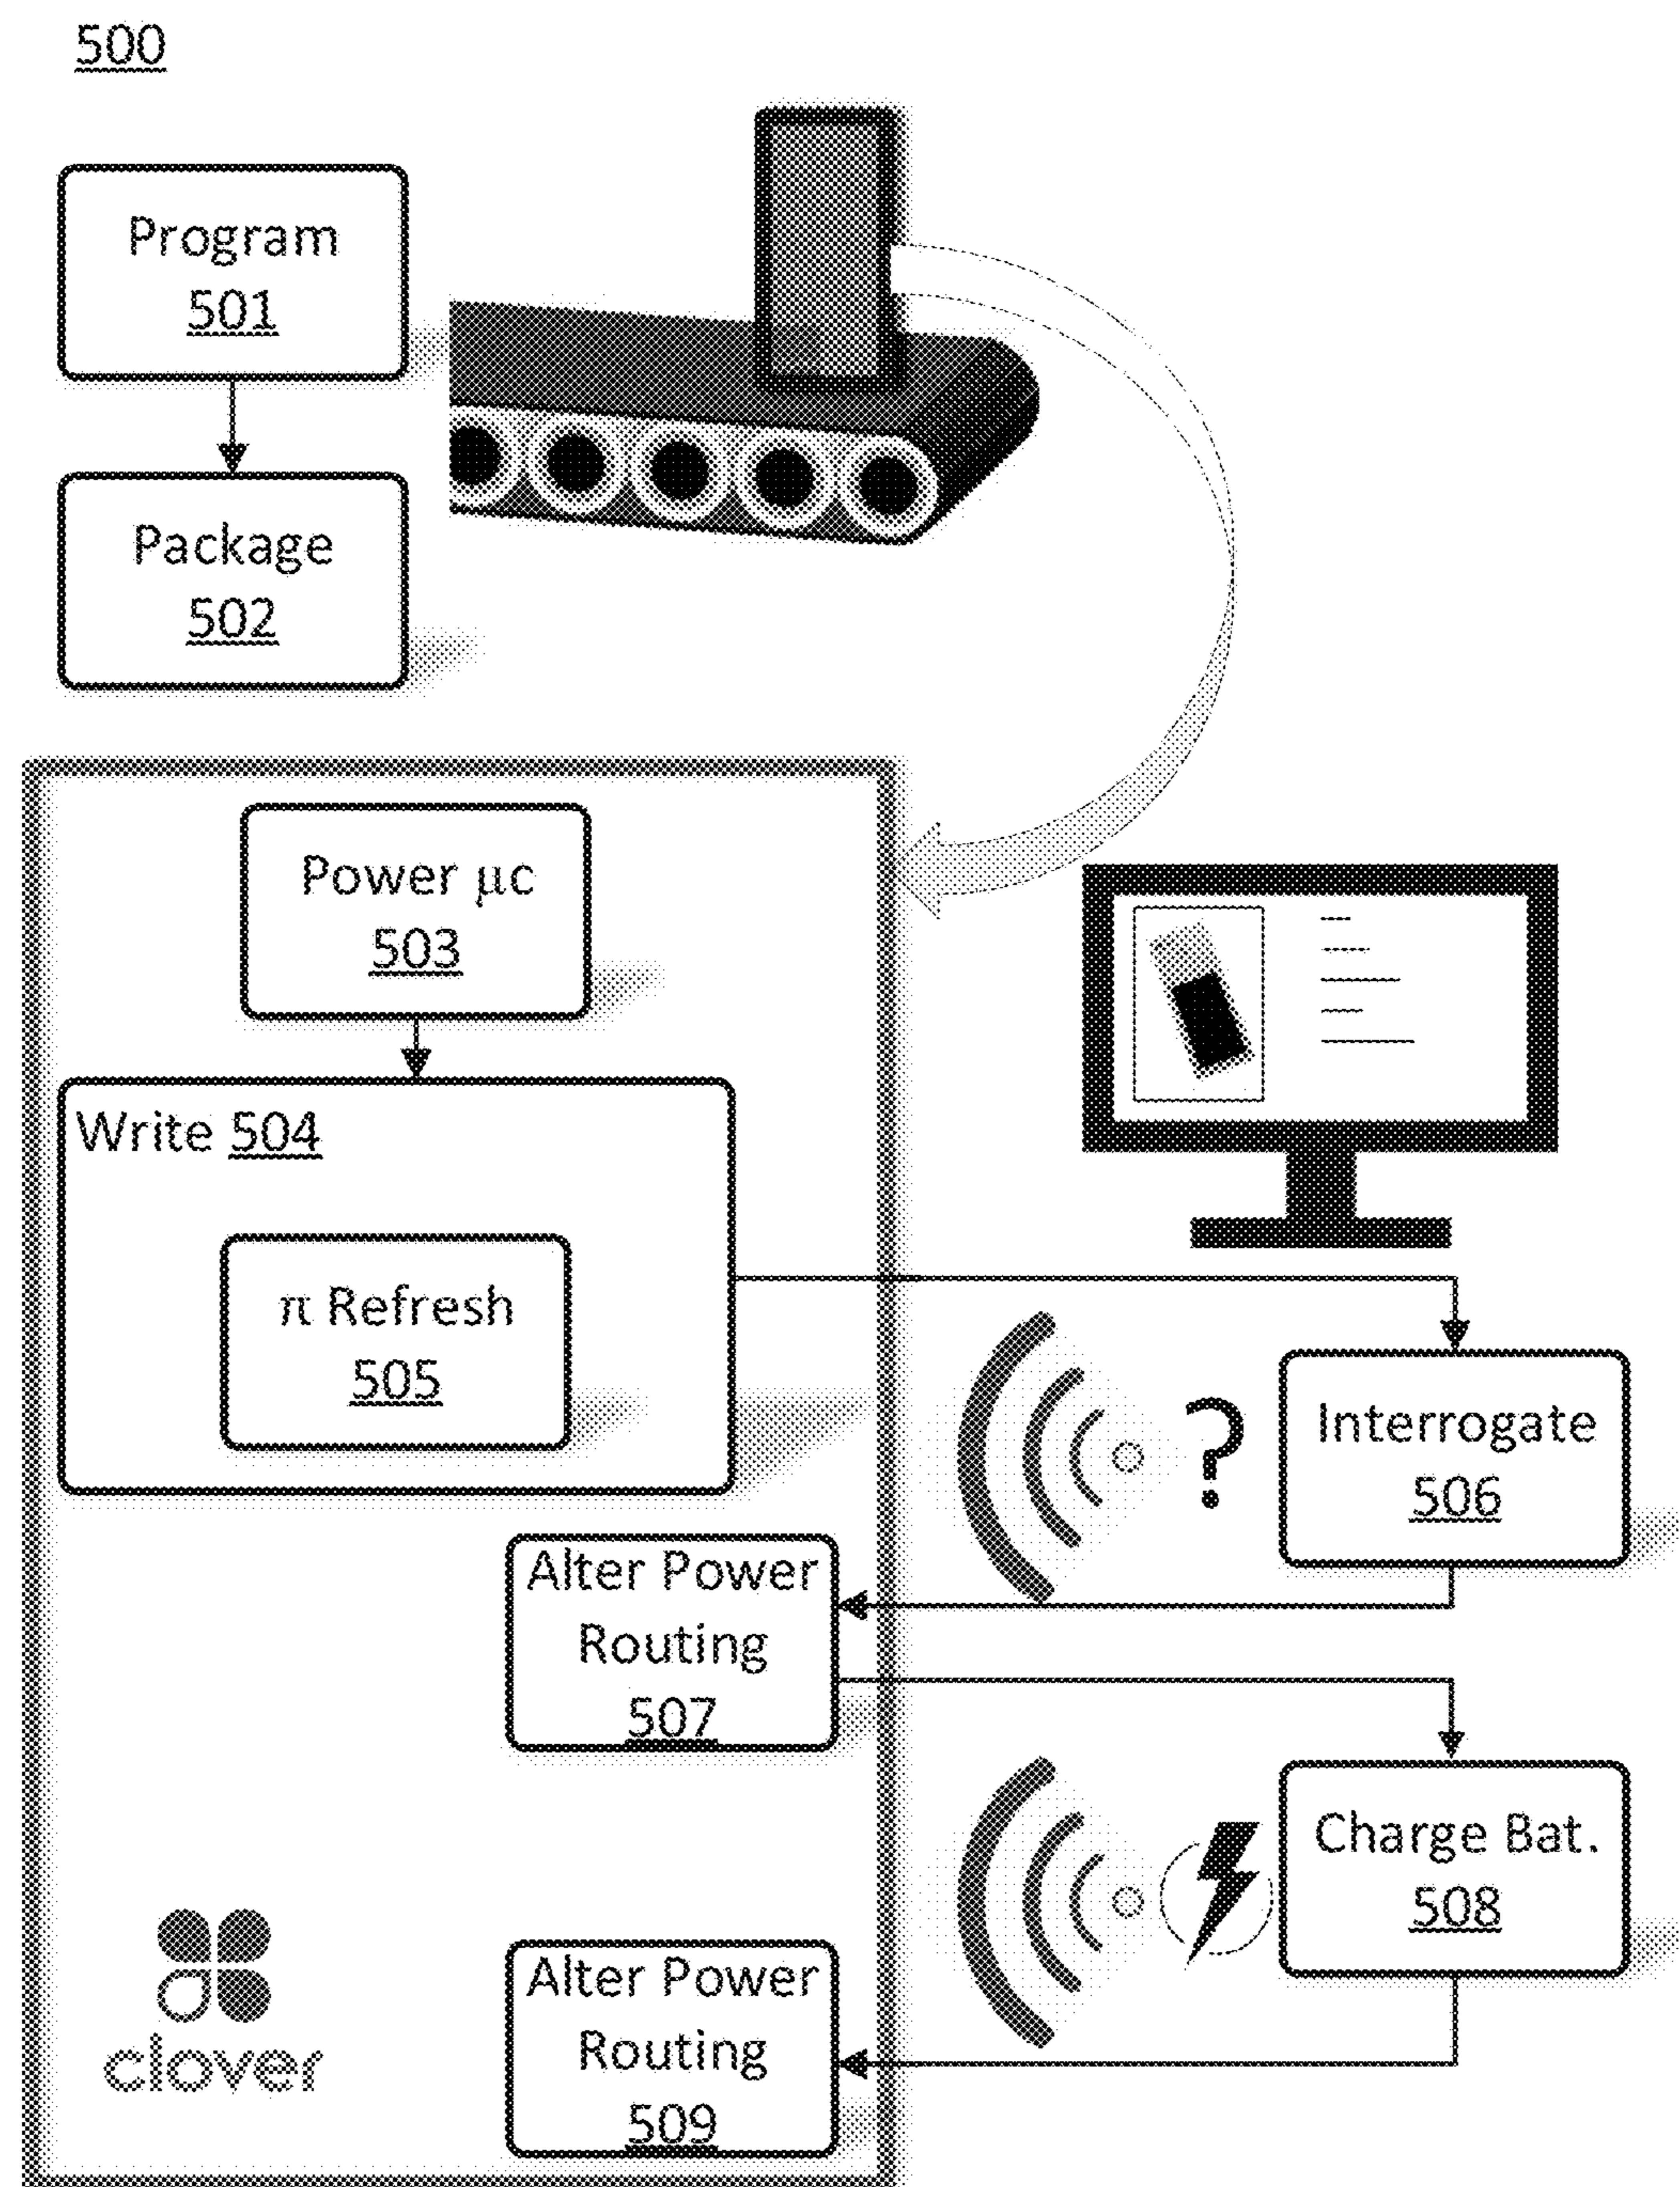 500
Program
501
Package
502
Power μc
503
Write 504
π Refresh
505
?
Interrogate
506
Alter Power
Routing
507
Charge Bat.
508
Alter Power
Routing
509
clover